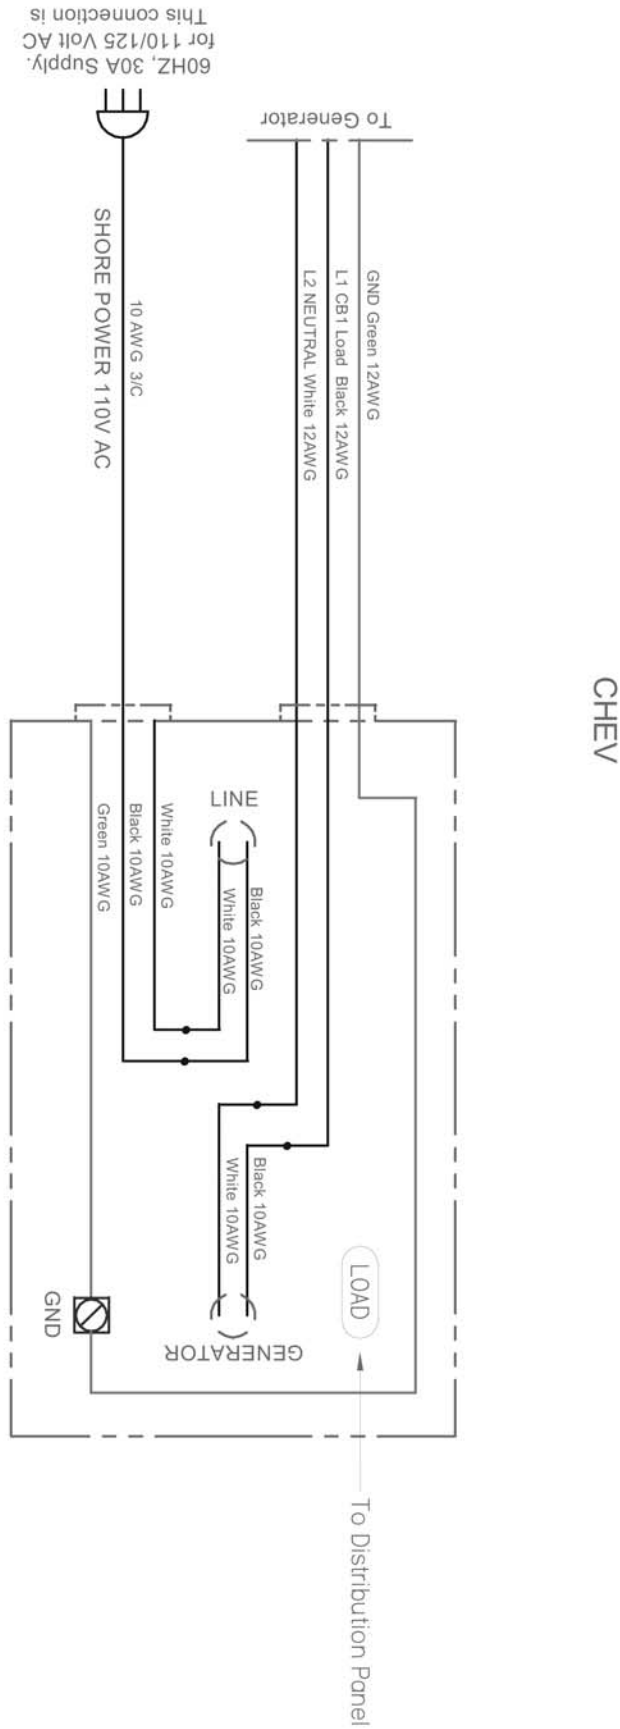 CHEV
This connection is
for 110/125 Volt AC
60HZ, 30A Supply.
To Generator
GND Green 12AWG
L1 CB1 Load Black 12AWG
L2 NEUTRAL White 12AWG
10 AWG 3/C
SHORE POWER 110V AC
LINE
Black 10AWG
White 10AWG
White 10AWG
Black 10AWG
Green 10AWG
Black 10AWG
White 10AWG
LOAD
GENERATOR
GND
To Distribution Panel